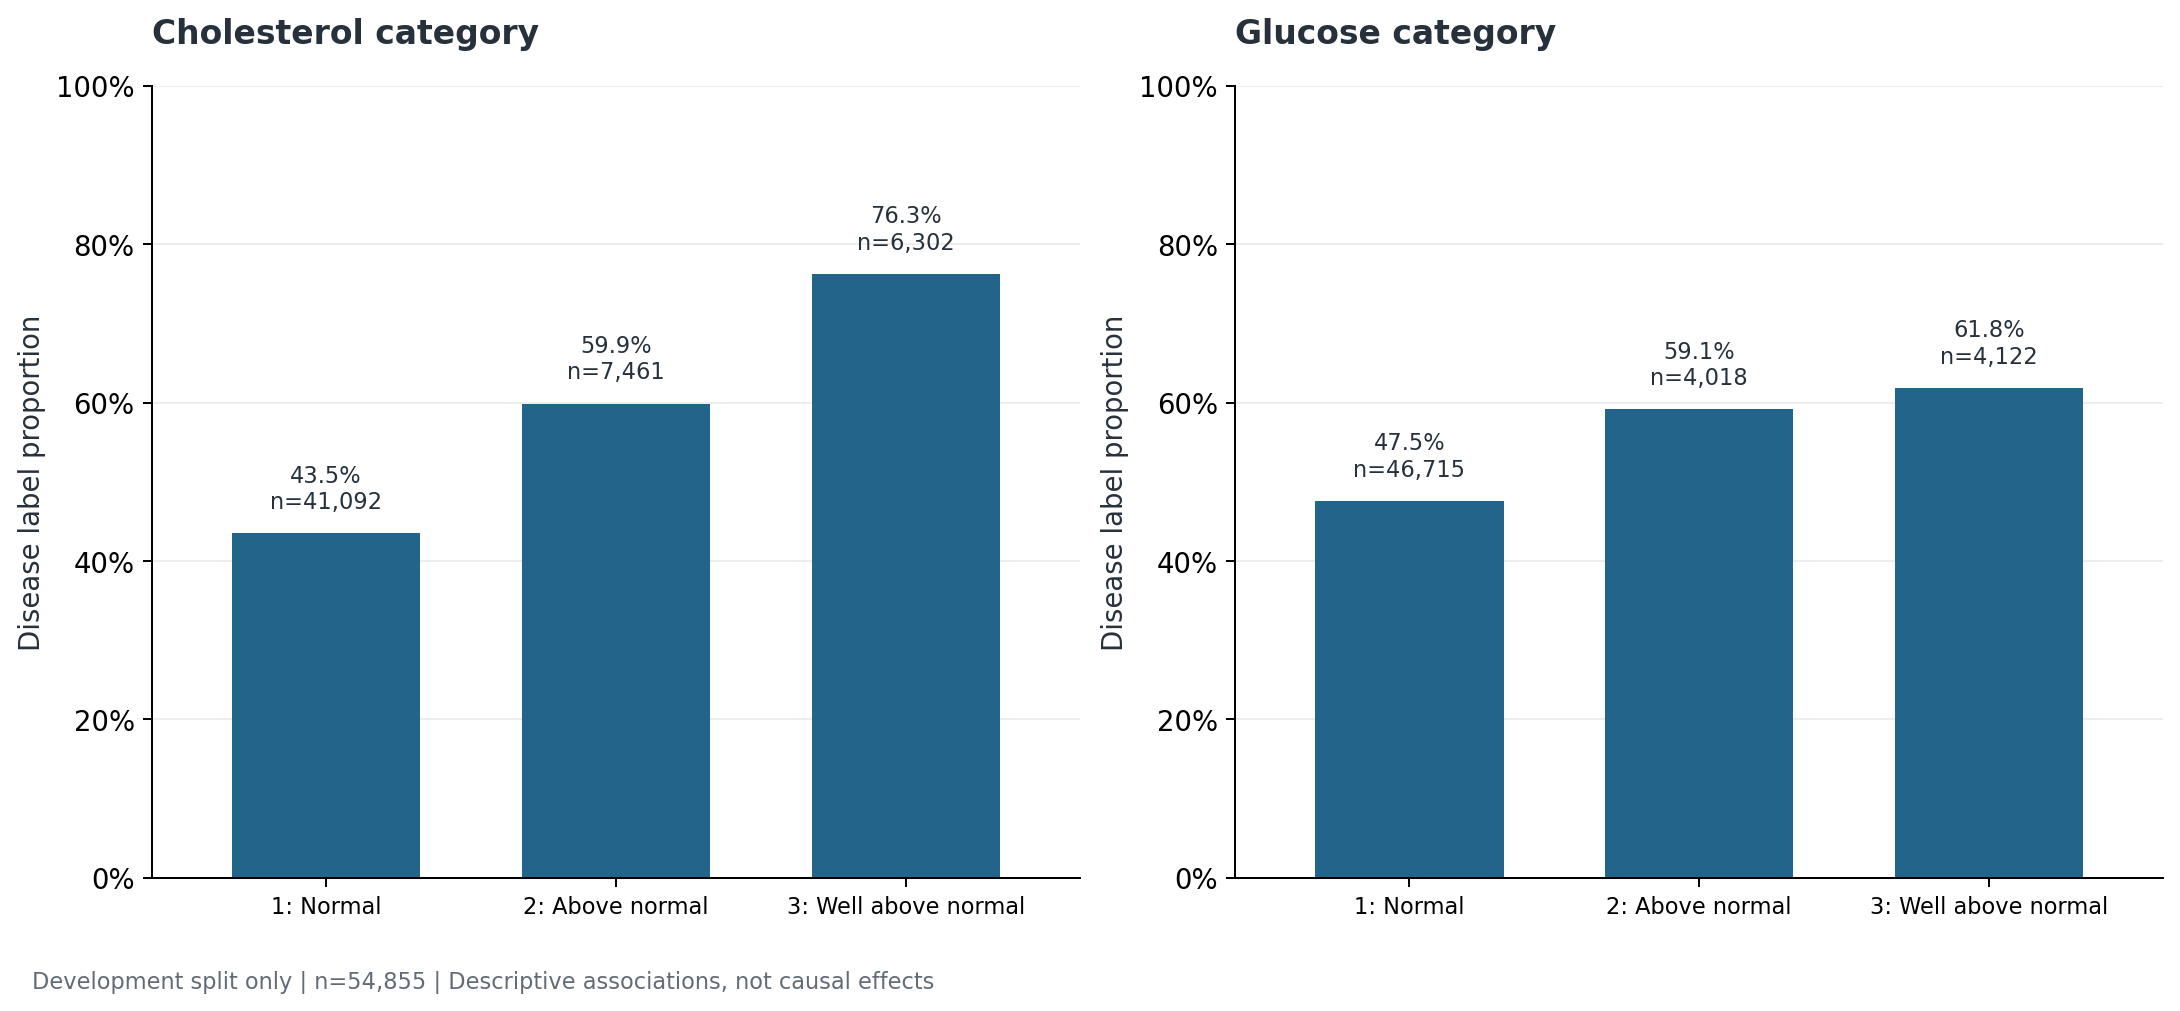 Cholesterol category
Disease label proportion
100%
80%
60%
40%
20%
0%
43.5%
n=41,092
59.9%
n=7,461
76.3%
n=6,302
1: Normal
2: Above normal
3: Well above normal
Glucose category
Disease label proportion
100%
80%
60%
40%
20%
0%
47.5%
n=46,715
59.1%
n=4,018
61.8%
n=4,122
1: Normal
2: Above normal
3: Well above normal
Development split only | n=54,855 | Descriptive associations, not causal effects